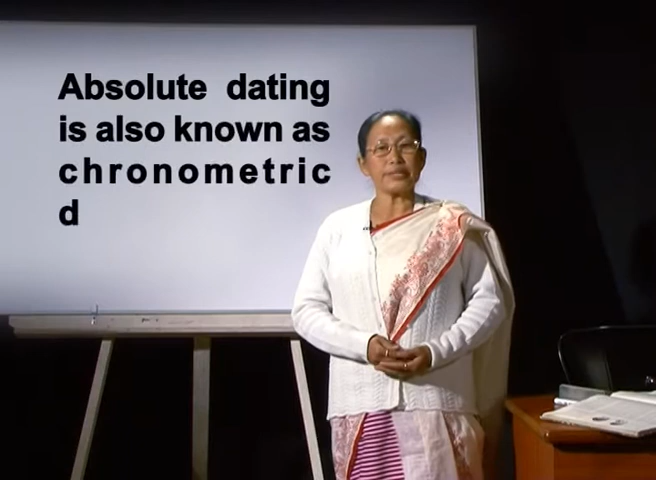 Absolute dating
is also known as
chronometric
d